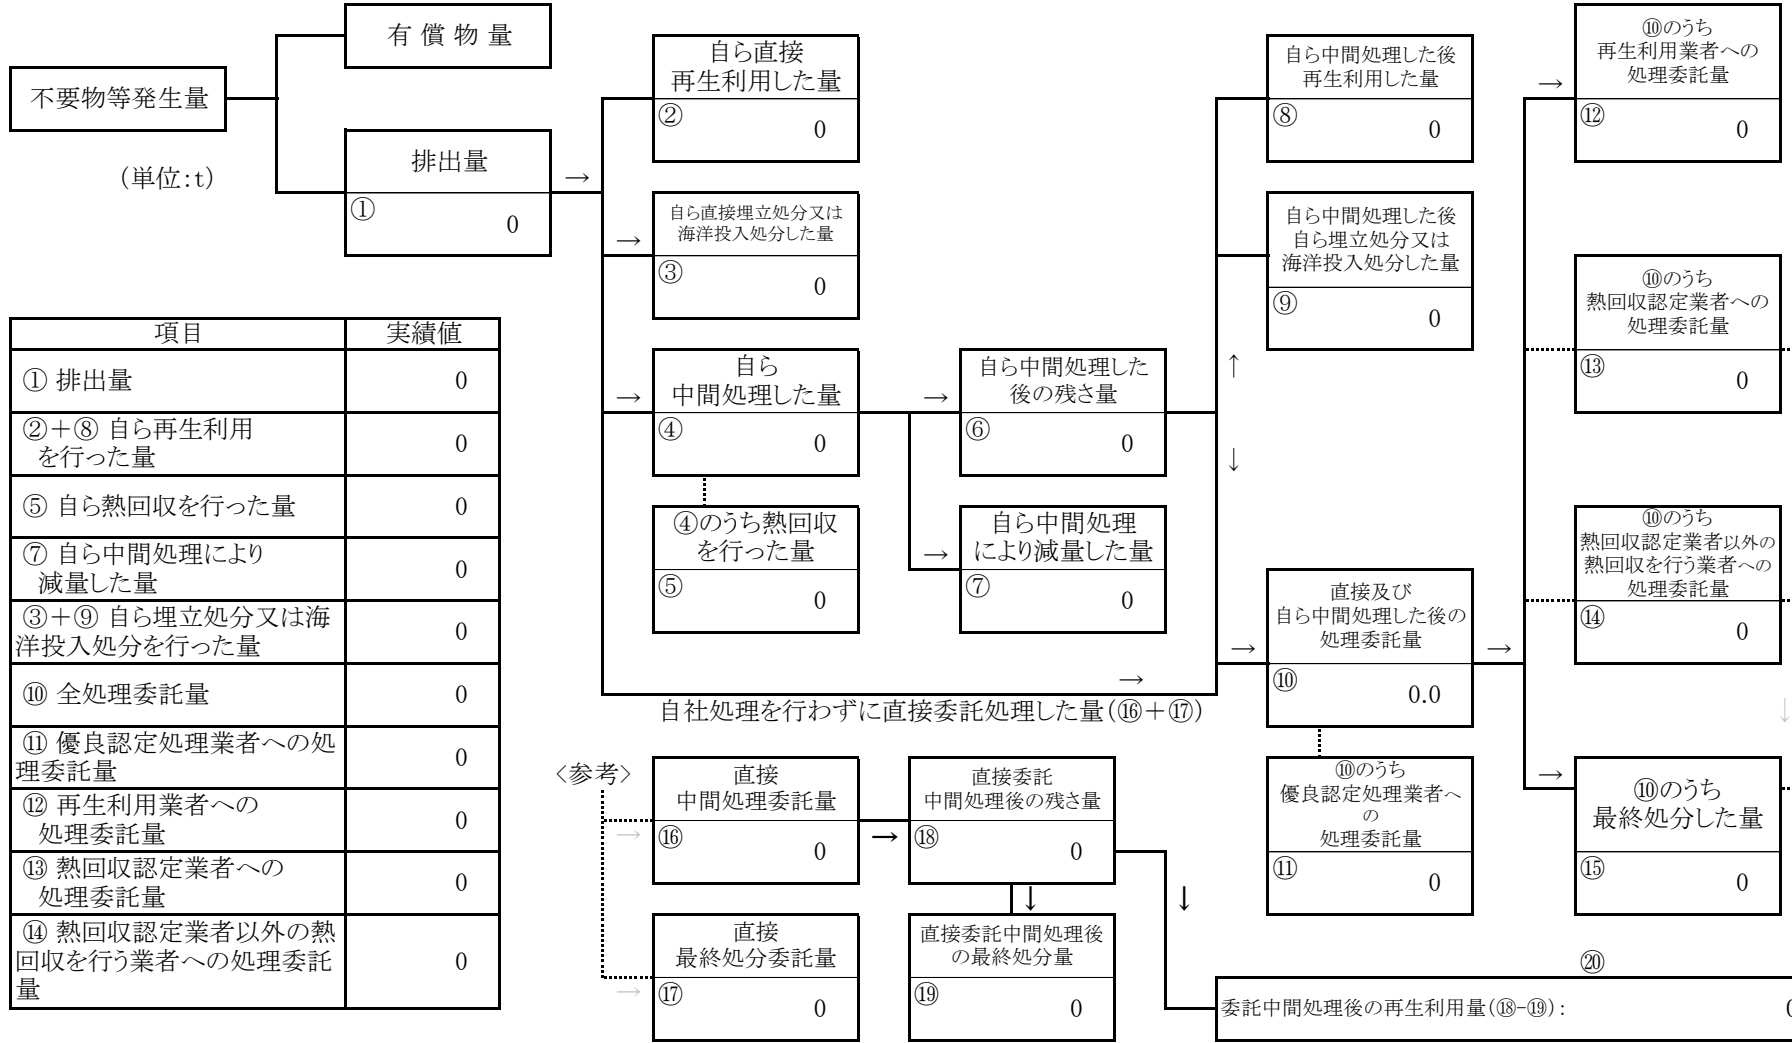 有 償 物 量
不要物等発生量
(単位:t)
排出量
①
0
→
自ら直接
再生利用した量
②
0
→
自ら直接埋立処分又は
海洋投入処分した量
③
0
→
自ら
中間処理した量
④
0
④のうち熱回収
を行った量
⑤
0
→
自ら中間処理した
後の残さ量
⑥
0
→
自ら中間処理
により減量した量
⑦
0
自ら中間処理した後
再生利用した量
⑧
0
自ら中間処理した後
自ら埋立処分又は
海洋投入処分した量
⑨
0
↑
↓
→
自社処理を行わずに直接委託処理した量(⑯+⑰)
→
直接及び
自ら中間処理した後の
処理委託量
⑩
0.0
→
⑩のうち
優良認定処理業者へ
の
処理委託量
⑪
0
→
⑩のうち
再生利用業者への
処理委託量
⑫
0
⑩のうち
熱回収認定業者への
処理委託量
⑬
0
⑩のうち
熱回収認定業者以外の
熱回収を行う業者への
処理委託量
⑭
0
↓
→
⑩のうち
最終処分した量
⑮
0
項目 実績値
① 排出量 0
②+⑧ 自ら再生利用
を行った量 0
⑤ 自ら熱回収を行った量 0
⑦ 自ら中間処理により
減量した量 0
③+⑨ 自ら埋立処分又は海
洋投入処分を行った量 0
⑩ 全処理委託量 0
⑪ 優良認定処理業者への処
理委託量 0
⑫ 再生利用業者への
処理委託量 0
⑬ 熱回収認定業者への
処理委託量 0
⑭ 熱回収認定業者以外の熱
回収を行う業者への処理委託
量 0
<参考>
→
直接
中間処理委託量
⑯
0
→
直接委託
中間処理後の残さ量
⑱
0
↓
↓
→
直接
最終処分委託量
⑰
0
直接委託中間処理後
の最終処分量
⑲
0
⑳
委託中間処理後の再生利用量(⑱-⑲): 0